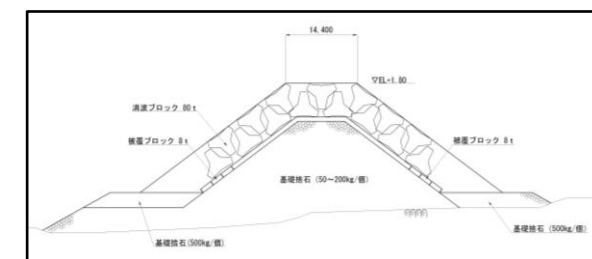 14,400
▽EL+1.80
消波ブロック 80t
被覆ブロック 8t
被覆ブロック 8t
基礎捨石 (50～200kg/個)
基礎捨石(500kg/個)
基礎捨石 (500kg/個)